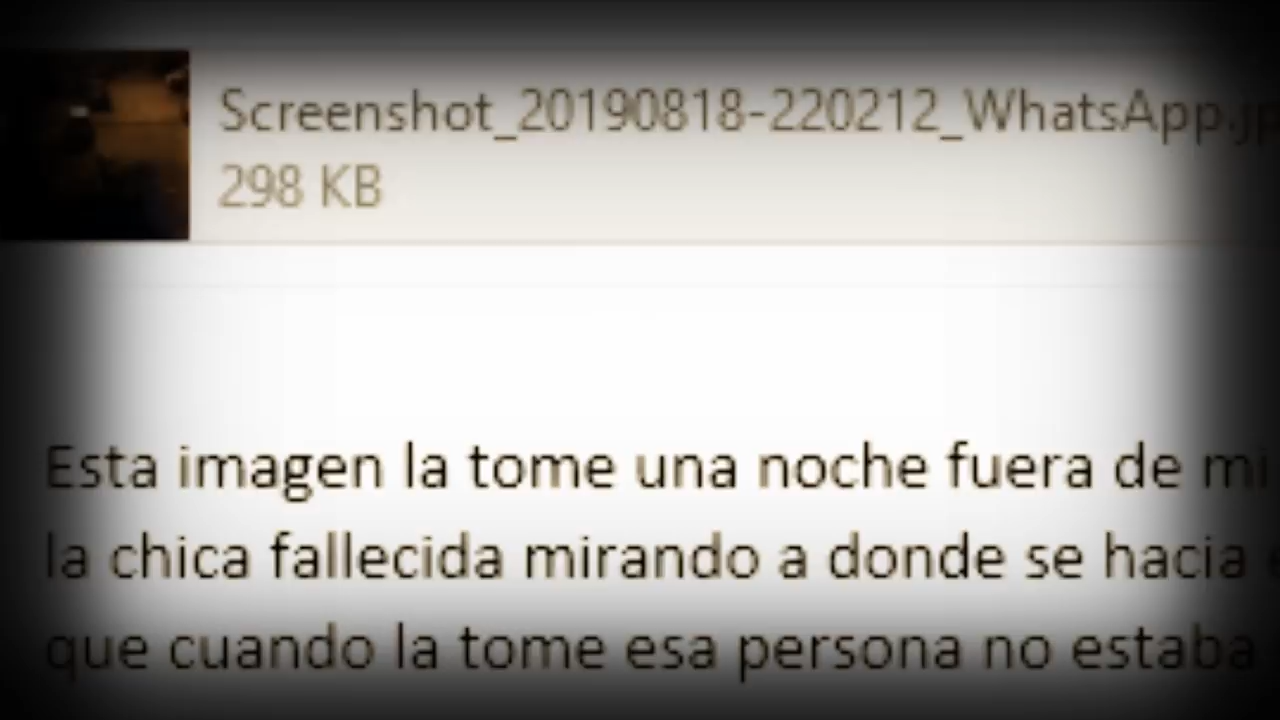 Screenshot_20190818-220212_WhatsApp.jp
298 KB
Esta imagen la tome una noche fuera de mi
la chica fallecida mirando a donde se hacia
que cuando la tome esa persona no estaba